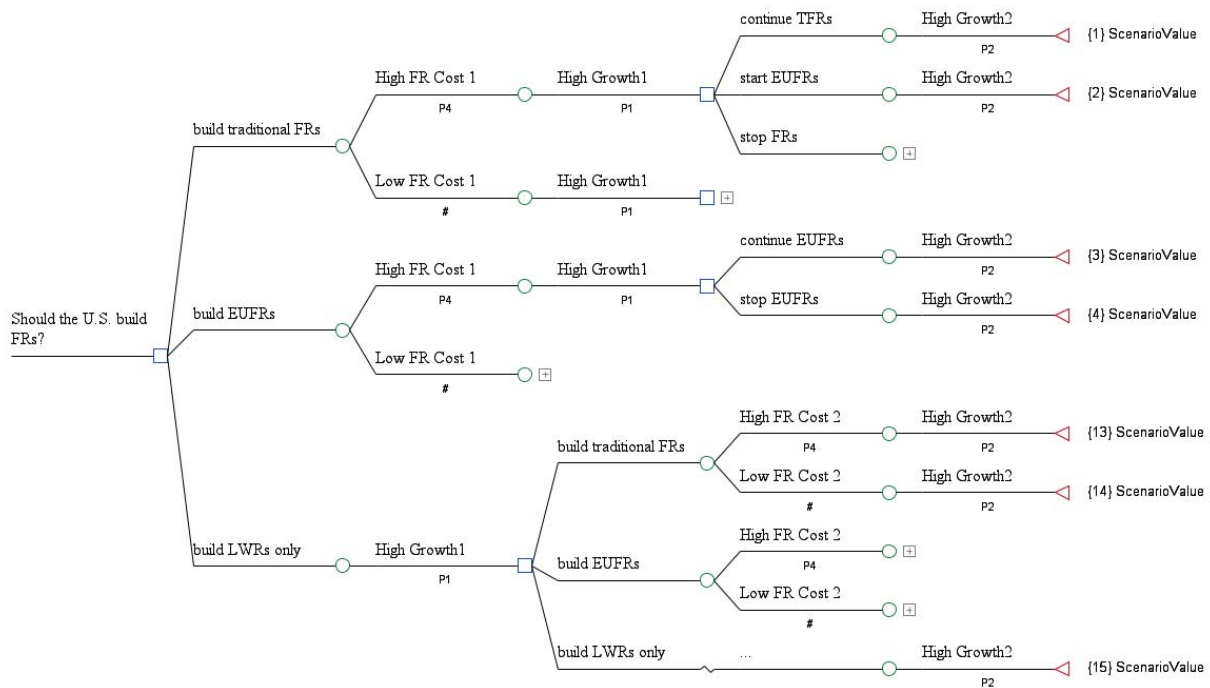 continue TFRs
High Growth2
P2
{1} ScenarioValue
High FR Cost 1
P4
High Growth1
P1
start EUFRs
High Growth2
P2
{2} ScenarioValue
build traditional FRs
stop FRs
Low FR Cost 1
#
High Growth1
P1
continue EUFRs
High Growth2
P2
{3} ScenarioValue
High FR Cost 1
P4
High Growth1
P1
stop EUFRs
High Growth2
P2
{4} ScenarioValue
build EUFRs
Should the U.S. build
FRs?
Low FR Cost 1
#
High FR Cost 2
P4
High Growth2
P2
{13} ScenarioValue
build traditional FRs
Low FR Cost 2
#
High Growth2
P2
{14} ScenarioValue
build LWRs only
High Growth1
P1
High FR Cost 2
P4
build EUFRs
Low FR Cost 2
#
build LWRs only
...
High Growth2
P2
{15} ScenarioValue